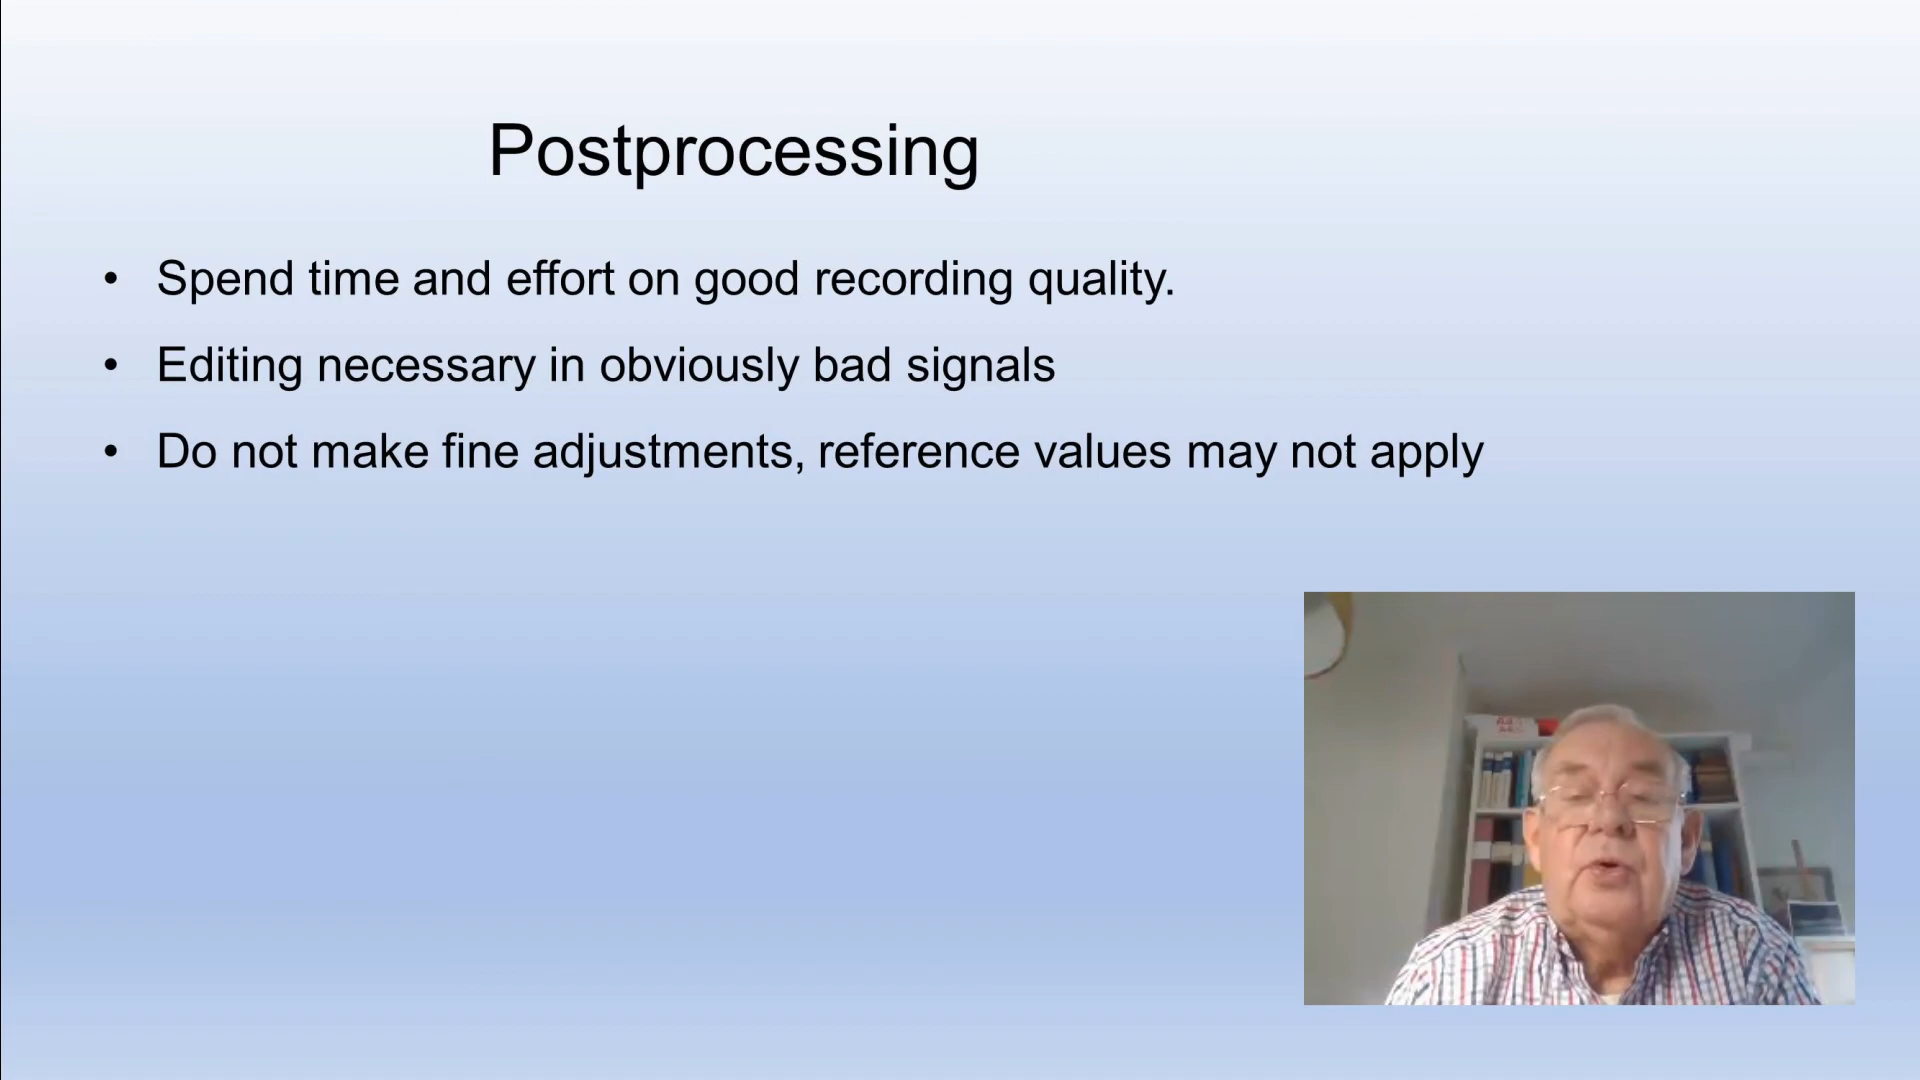 Postprocessing
• Spend time and effort on good recording quality.
• Editing necessary in obviously bad signals
• Do not make fine adjustments, reference values may not apply